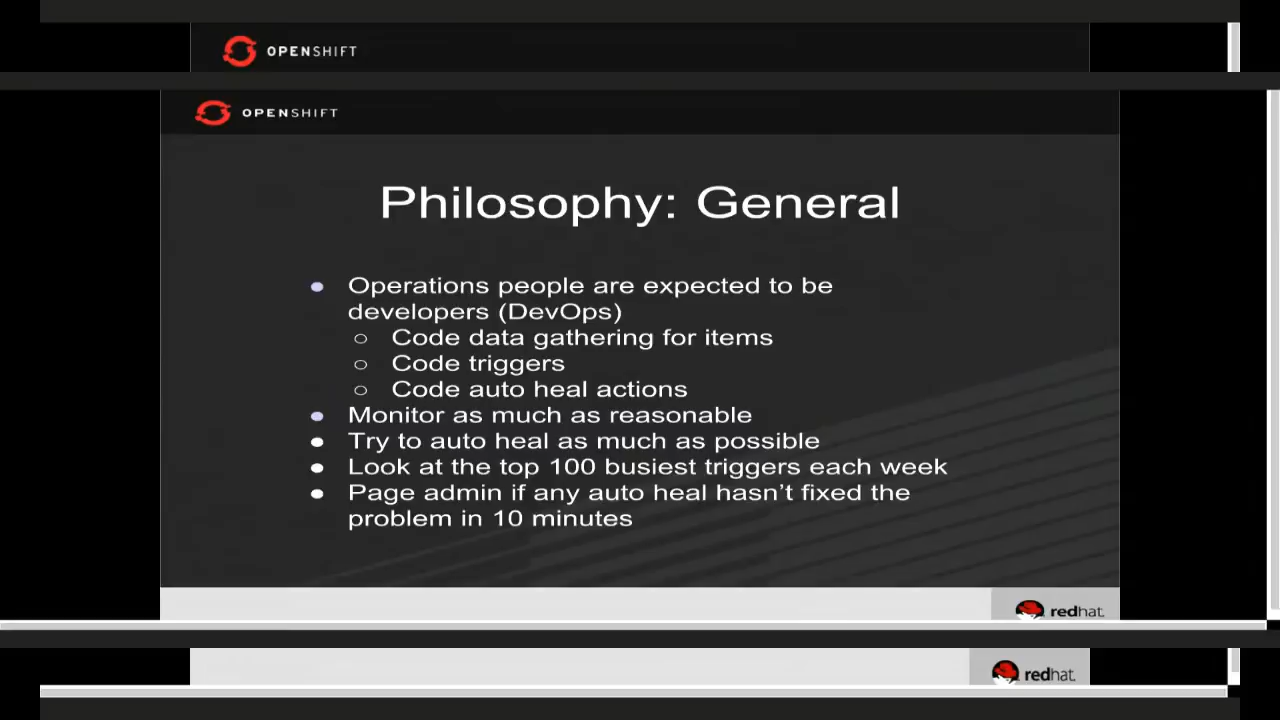 OPENSHIFT
OPENSHIFT
Philosophy: General
Operations people are expected to be
developers (DevOps)
Code data gathering for items
Code triggers
Code auto heal actions
Monitor as much as reasonable
Try to auto heal as much as possible
Look at the top 100 busiest triggers each week
Page admin if any auto heal hasn't fixed the
problem in 10 minutes
redhat.
redhat.